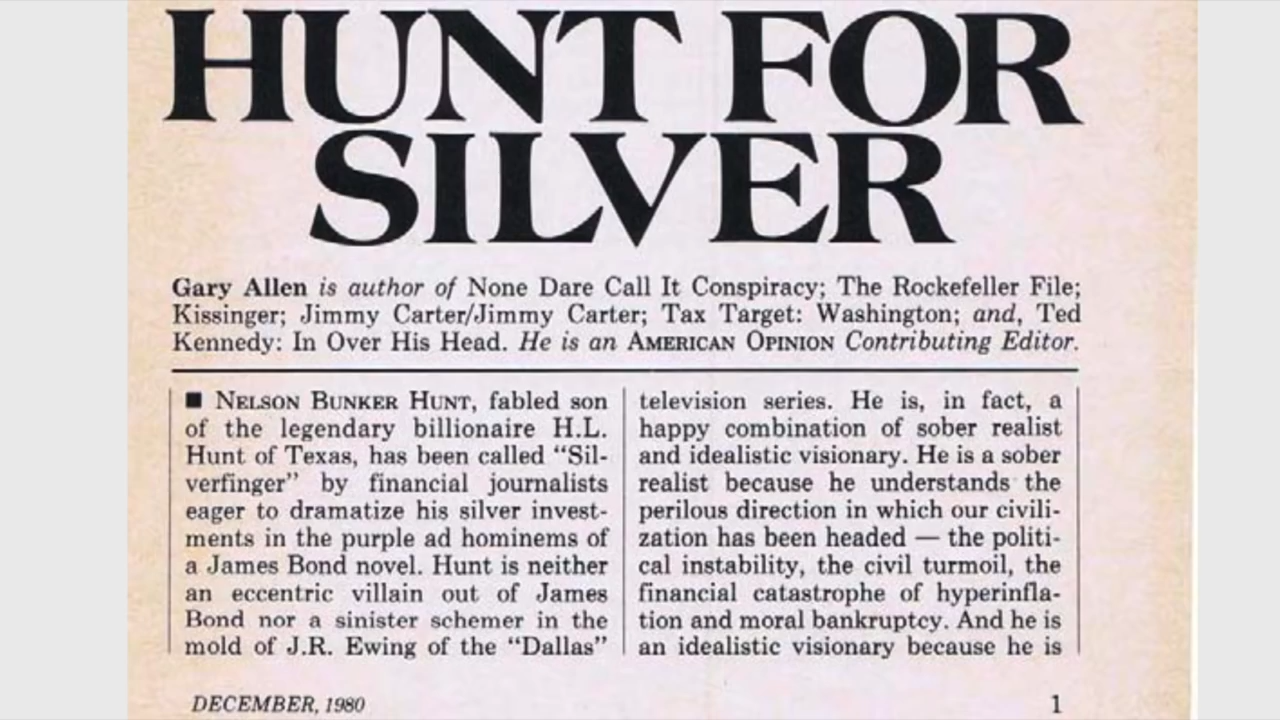 HUNT FOR
SILVER
Gary Allen is author of None Dare Call It Conspiracy; The Rockefeller File;
Kissinger; Jimmy Carter/Jimmy Carter; Tax Target: Washington; and, Ted
Kennedy: In Over His Head. He is an AMERICAN OPINION Contributing Editor.
■ NELSON BUNKER HUNT, fabled son
of the legendary billionaire H.L.
Hunt of Texas, has been called “Sil-
verfinger” by financial journalists
eager to dramatize his silver invest-
ments in the purple ad hominems of
a James Bond novel. Hunt is neither
an eccentric villain out of James
Bond nor a sinister schemer in the
mold of J.R. Ewing of the “Dallas”
television series. He is, in fact, a
happy combination of sober realist
and idealistic visionary. He is a sober
realist because he understands the
perilous direction in which our civili-
zation has been headed — the politi-
cal instability, the civil turmoil, the
financial catastrophe of hyperinfla-
tion and moral bankruptcy. And he is
an idealistic visionary because he is
DECEMBER, 1980
1